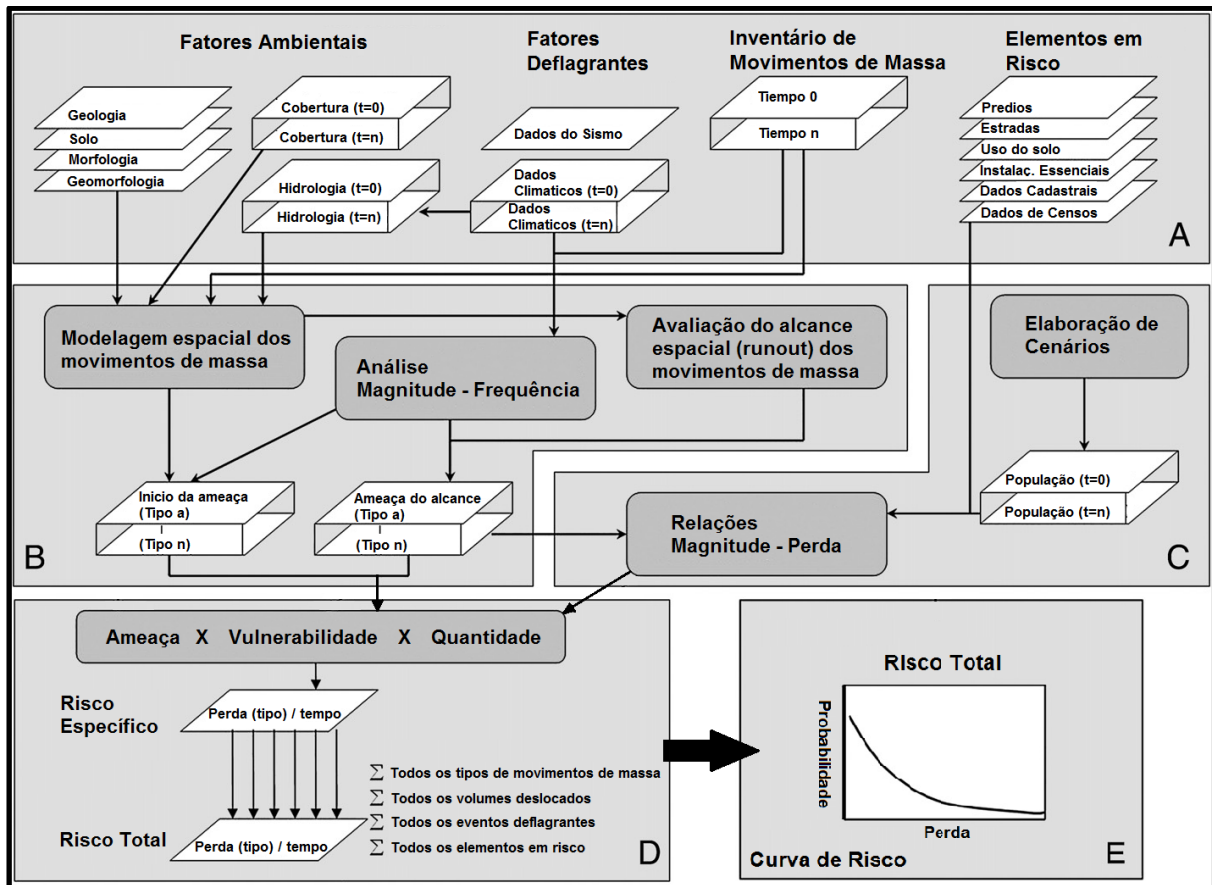 Fatores Ambientais
Fatores
Deflagrantes
Inventário de
Movimentos de Massa
Elementos em
Risco
Geologia
Solo
Morfologia
Geomorfologia
Cobertura (t=0)
Cobertura (t=n)
Hidrologia (t=0)
Hidrologia (t=n)
Dados do Sismo
Dados
Climaticos (t=0)
Dados
Climaticos (t=n)
Tiempo 0
Tiempo n
Predios
Estradas
Uso do solo
Instalaç. Essenciais
Dados Cadastrais
Dados de Censos
A
Modelagem espacial dos
movimentos de massa
Análise
Magnitude - Frequência
Avaliação do alcance
espacial (runout) dos
movimentos de massa
Elaboração de
Cenários
Inicio da ameaça
(Tipo a)
(Tipo n)
Ameaça do alcance
(Tipo a)
(Tipo n)
B
Relações
Magnitude - Perda
População (t=0)
População (t=n)
C
Ameaça X Vulnerabilidade X Quantidade
Risco
Específico
Perda (tipo) / tempo
Risco Total
Perda (tipo) / tempo
∑ Todos os tipos de movimentos de massa
∑ Todos os volumes deslocados
∑ Todos os eventos deflagrantes
∑ Todos os elementos em risco
D
Risco Total
Probabilidade
Perda
Curva de Risco
E